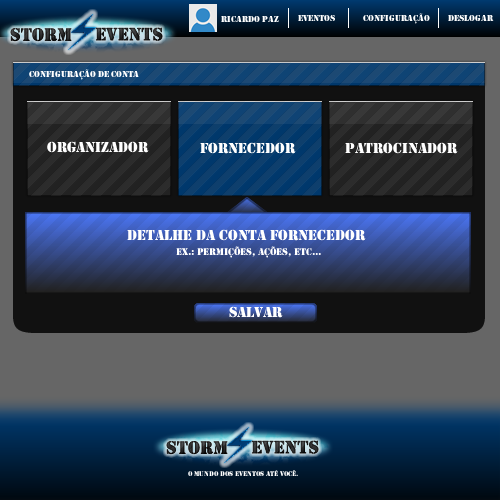 STORM EVENTS
RICARDO PAZ
EVENTOS
CONFIGURAÇÃO
DESLOGAR
CONFIGURAÇÃO DE CONTA
ORGANIZADOR
FORNECEDOR
PATROCINADOR
DETALHE DA CONTA FORNECEDOR
EX.: PERMIÇÕES, AÇÕES, ETC...
SALVAR
STORM EVENTS
O MUNDO DOS EVENTOS ATÉ VOCÊ.